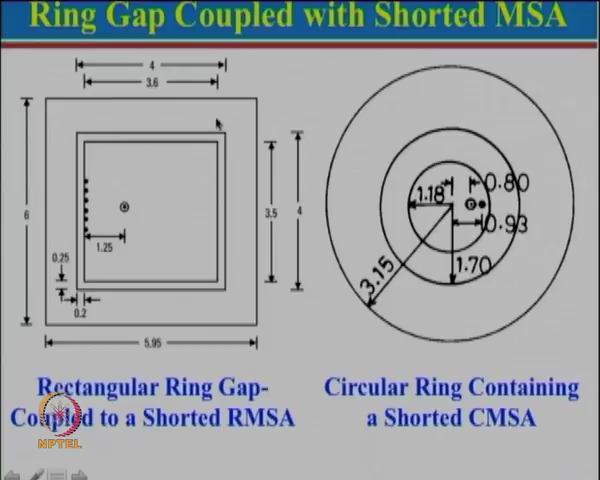 Ring Gap Coupled with Shorted MSA
4
3.6
6
3.5
4
1.25
0.25
0.2
5.95
1.18
0.80
0.93
1.70
3.15
Rectangular Ring Gap-
Coupled to a Shorted RMSA
Circular Ring Containing
a Shorted CMSA
NPTEL